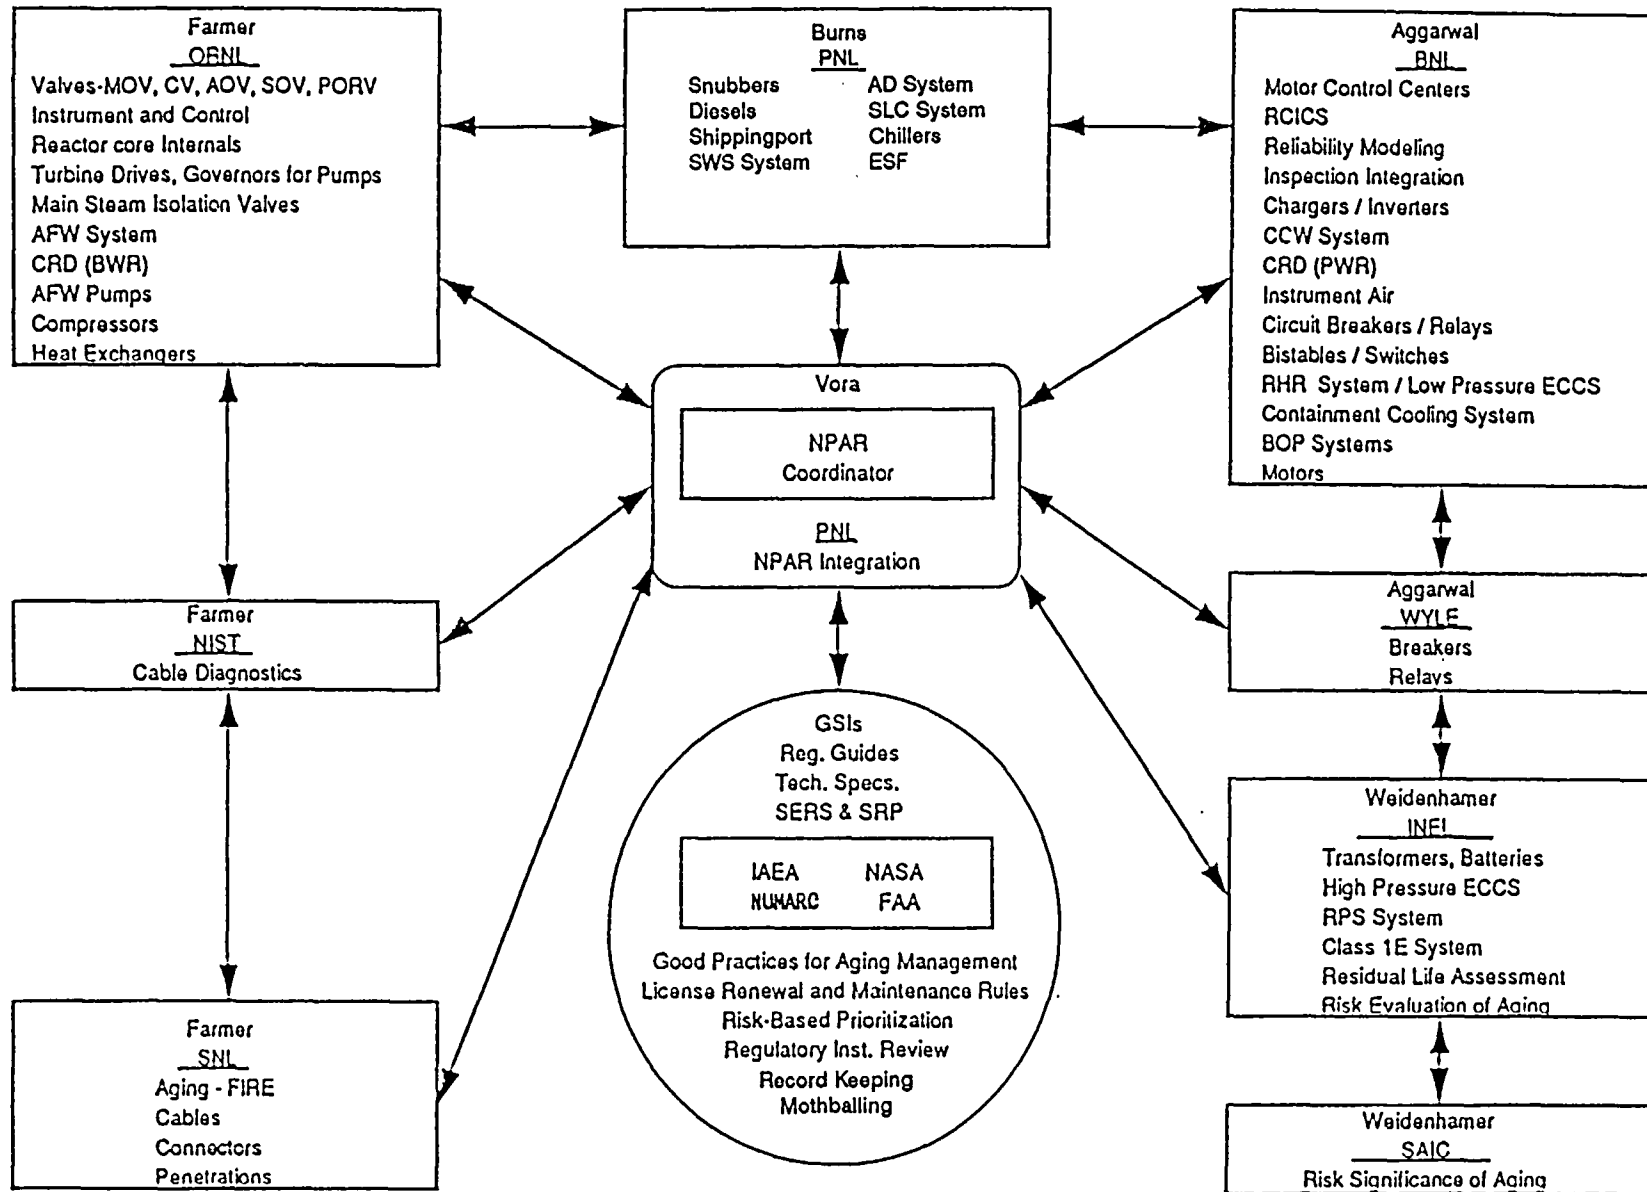 Farmer
ORNL
Valves-MOV, CV, AOV, SOV, PORV
Instrument and Control
Reactor core Internals
Turbine Drives, Governors for Pumps
Main Steam Isolation Valves
AFW System
CRD (BWR)
AFW Pumps
Compressors
Heat Exchangers
Burns
PNL
Snubbers AD System
Diesels SLC System
Shippingport Chillers
SWS System ESF
Aggarwal
BNL
Motor Control Centers
RCICS
Reliability Modeling
Inspection Integration
Chargers / Inverters
CCW System
CRD (PWR)
Instrument Air
Circuit Breakers / Relays
Bistables / Switches
RHR System / Low Pressure ECCS
Containment Cooling System
BOP Systems
Motors
Vora
NPAR
Coordinator
PNL
NPAR Integration
Farmer
NIST
Cable Diagnostics
Aggarwal
WYLE
Breakers
Relays
GSIs
Reg. Guides
Tech. Specs.
SERS & SRP
IAEA NASA
NUMARC FAA
Good Practices for Aging Management
License Renewal and Maintenance Rules
Risk-Based Prioritization
Regulatory Inst. Review
Record Keeping
Mothballing
Weidenhamer
INEL
Transformers, Batteries
High Pressure ECCS
RPS System
Class 1E System
Residual Life Assessment
Risk Evaluation of Aging
Farmer
SNL
Aging - FIRE
Cables
Connectors
Penetrations
Weidenhamer
SAIC
Risk Significance of Aging